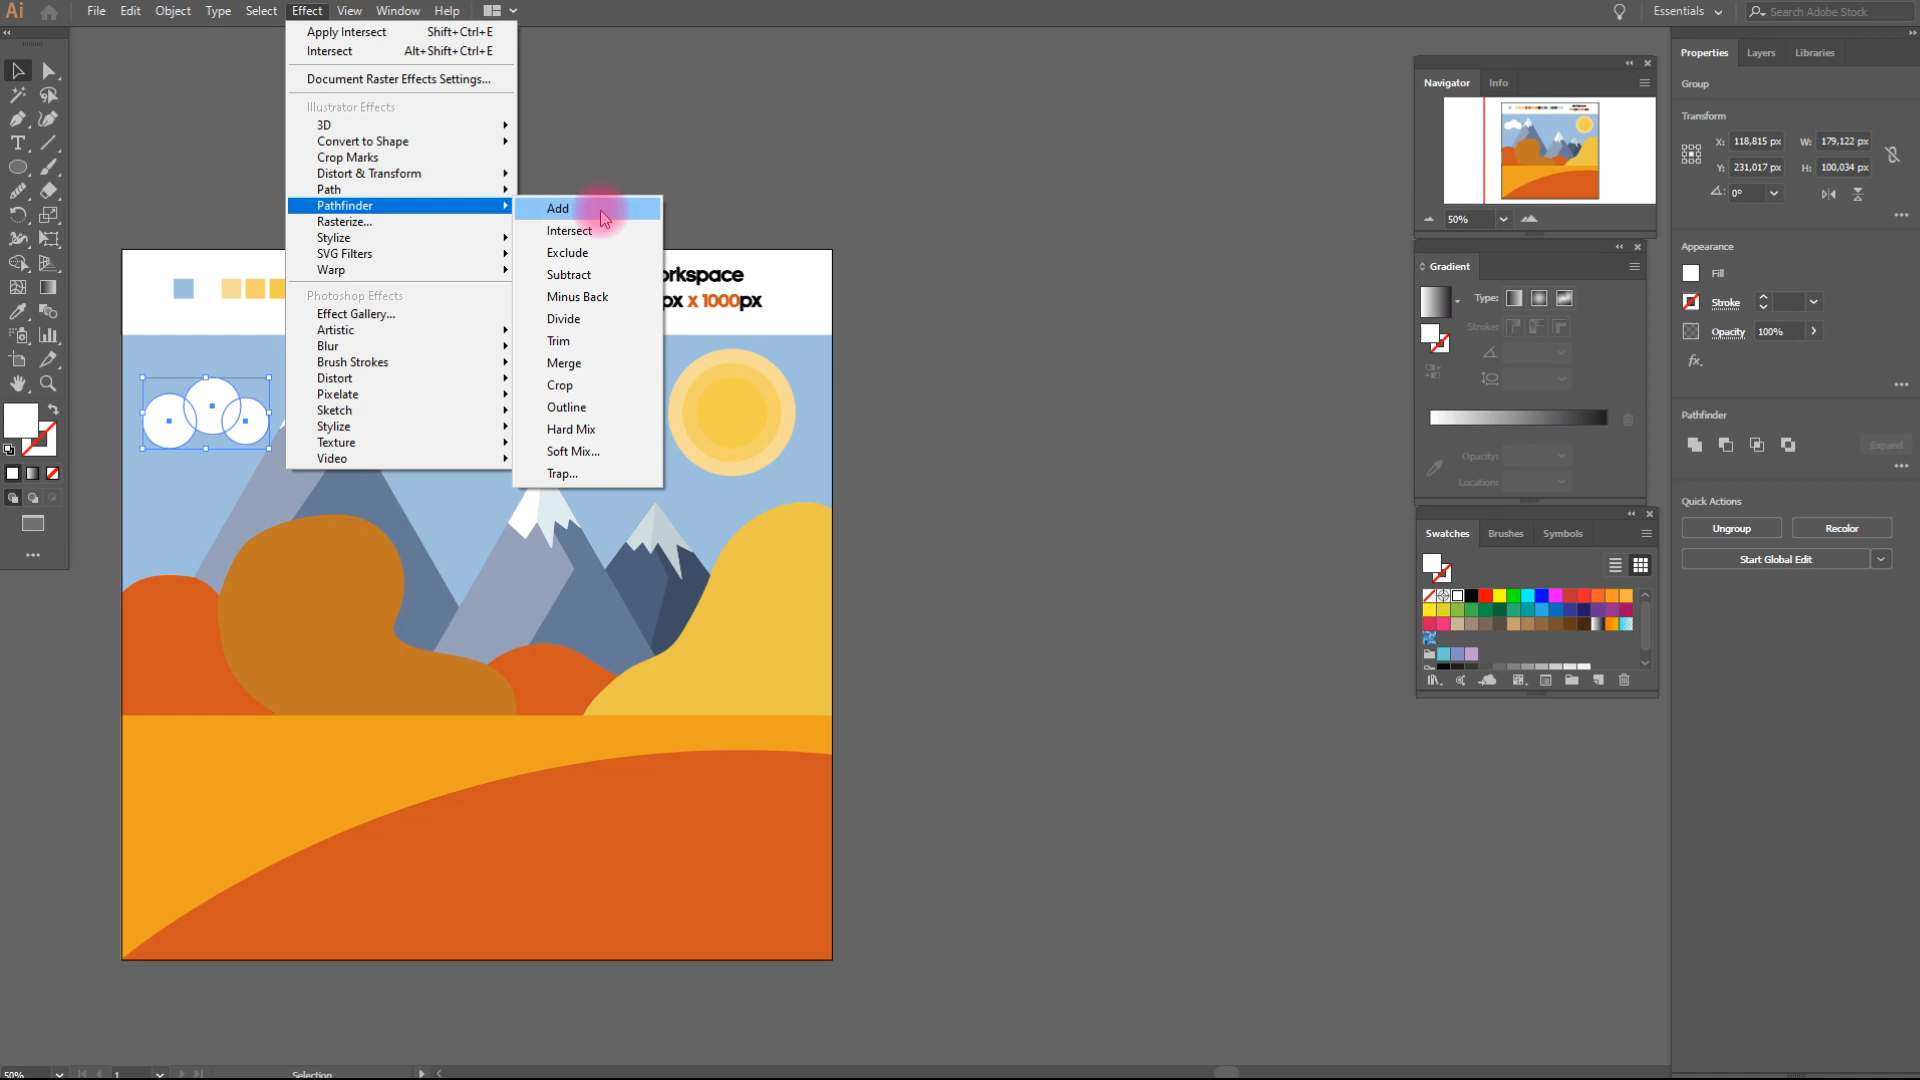 Ai File Edit Object Type Select Effect View Window Help Essentials Search Adobe Stock
Apply Intersect Shift+Ctrl+E
Intersect Alt+Shift+Ctrl+E
Document Raster Effects Settings...
Illustrator Effects
3D
Convert to Shape
Crop Marks
Distort & Transform
Path
Pathfinder
Rasterize...
Stylize
SVG Filters
Warp
Photoshop Effects
Effect Gallery...
Artistic
Blur
Brush Strokes
Distort
Pixelate
Sketch
Stylize
Texture
Video
Add
Intersect
Exclude
Subtract
Minus Back
Divide
Trim
Merge
Crop
Outline
Hard Mix
Soft Mix...
Trap...
orkspace
px x 1000px
Navigator Info
50%
Gradient
Type:
Stroke:
Opacity:
Location:
Swatches Brushes Symbols
Properties Layers Libraries
Group
Transform
X: 118,815 px W: 179,122 px
Y: 231,017 px H: 100,034 px
0°
Appearance
Fill
Stroke
Opacity 100%
fx.
Pathfinder
Expand
Quick Actions
Ungroup Recolor
Start Global Edit
50% 1 Selection